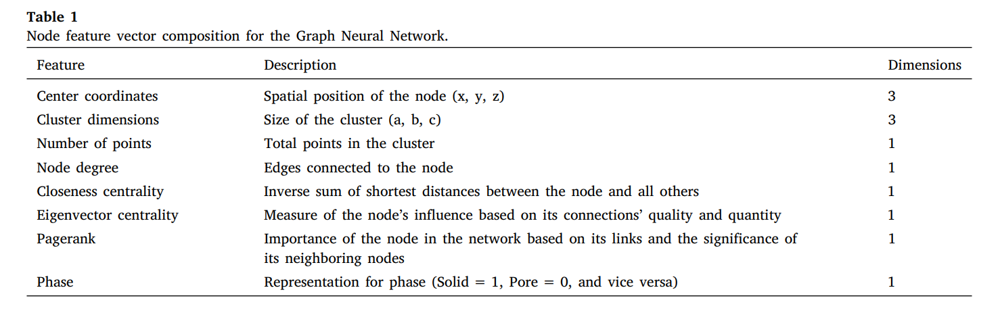 Table 1
Node feature vector composition for the Graph Neural Network.
Feature Description Dimensions
Center coordinates Spatial position of the node (x, y, z) 3
Cluster dimensions Size of the cluster (a, b, c) 3
Number of points Total points in the cluster 1
Node degree Edges connected to the node 1
Closeness centrality Inverse sum of shortest distances between the node and all others 1
Eigenvector centrality Measure of the node’s influence based on its connections’ quality and quantity 1
Pagerank Importance of the node in the network based on its links and the significance of 1
its neighboring nodes
Phase Representation for phase (Solid = 1, Pore = 0, and vice versa) 1